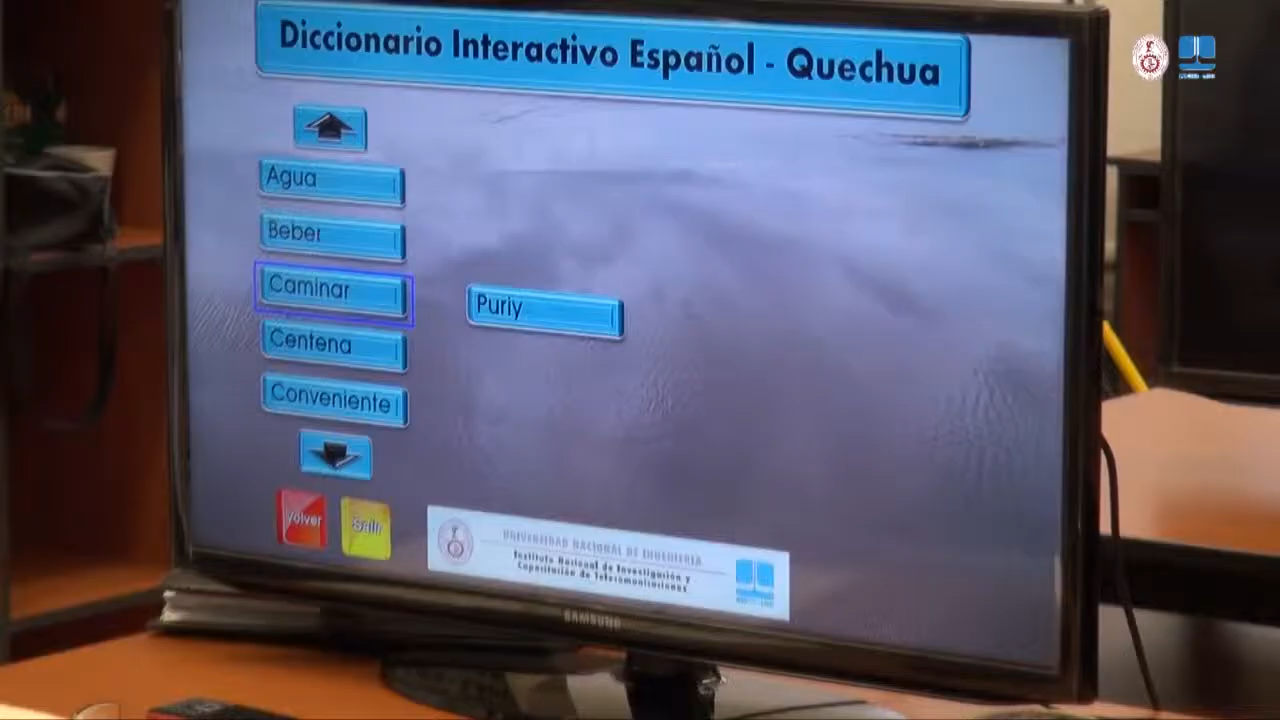 Diccionario Interactivo Español - Quechua
Agua
Beber
Caminar
Puriy
Centena
Conveniente
Volver
Salir
UNIVERSIDAD NACIONAL DE INGENIERIA
Instituto Nacional de Investigación y
Capacitación de Telecomunicaciones
SAMSUNG